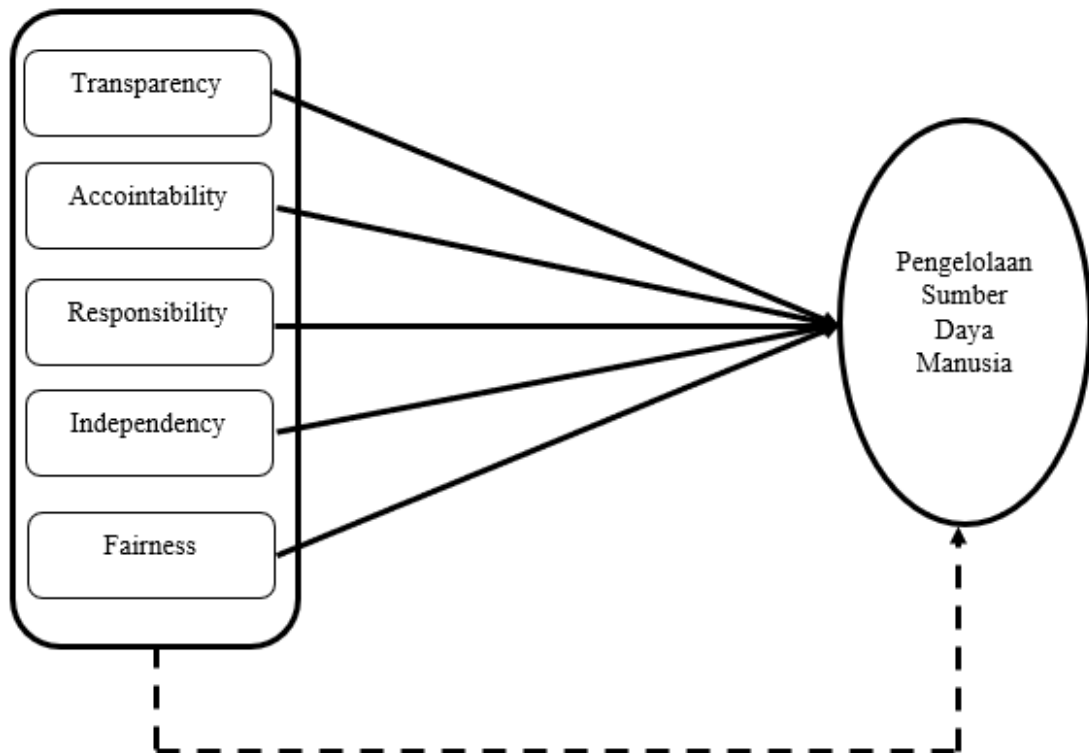 Transparency
Accointability
Responsibility
Independency
Fairness
Pengelolaan
Sumber
Daya
Manusia